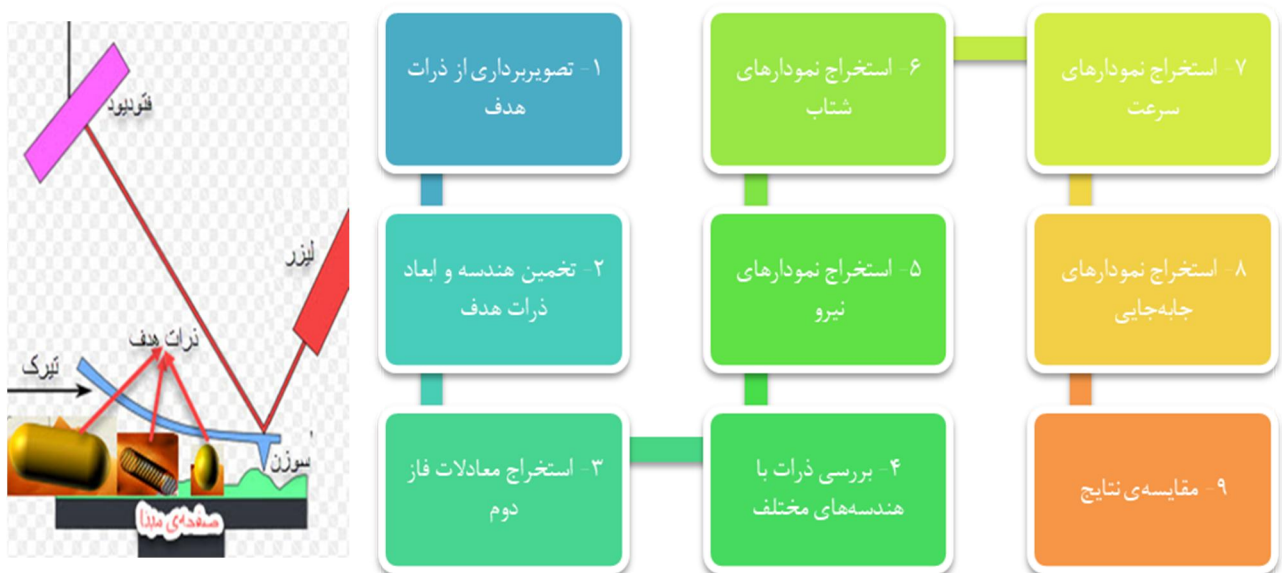 فتودیود
لیزر
ذرات هدف
تیرک
سوزن
صفحه‌ی مبنا
۱- تصویربرداری از ذرات
هدف
۲- تخمین هندسه و ابعاد
ذرات هدف
۳- استخراج معادلات فاز
دوم
۴- بررسی ذرات با
هندسه‌های مختلف
۵- استخراج نمودارهای
نیرو
۶- استخراج نمودارهای
شتاب
۷- استخراج نمودارهای
سرعت
۸- استخراج نمودارهای
جابه‌جایی
۹- مقایسه‌ی نتایج